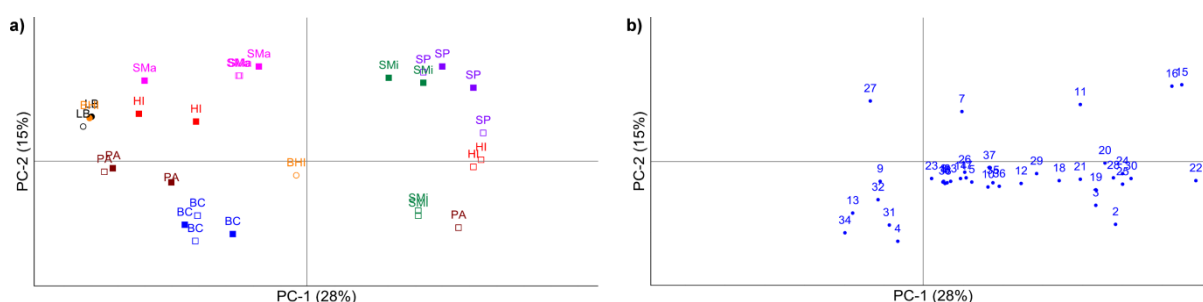 a)
PC-2 (15%)
SMa
SMa
SMa
SMi
SMi
SP
SP
SP
SP
HI
HI
HI
HI
LB
LB
PA
PA
PA
PA
BHI
BC
BC
BC
BC
SMi
SMi
PC-1 (28%)
b)
PC-2 (15%)
27
7
11
16
15
9
23
26
37
12
29
18
21
20
28
24
30
19
3
2
22
32
13
31
34
4
36
PC-1 (28%)